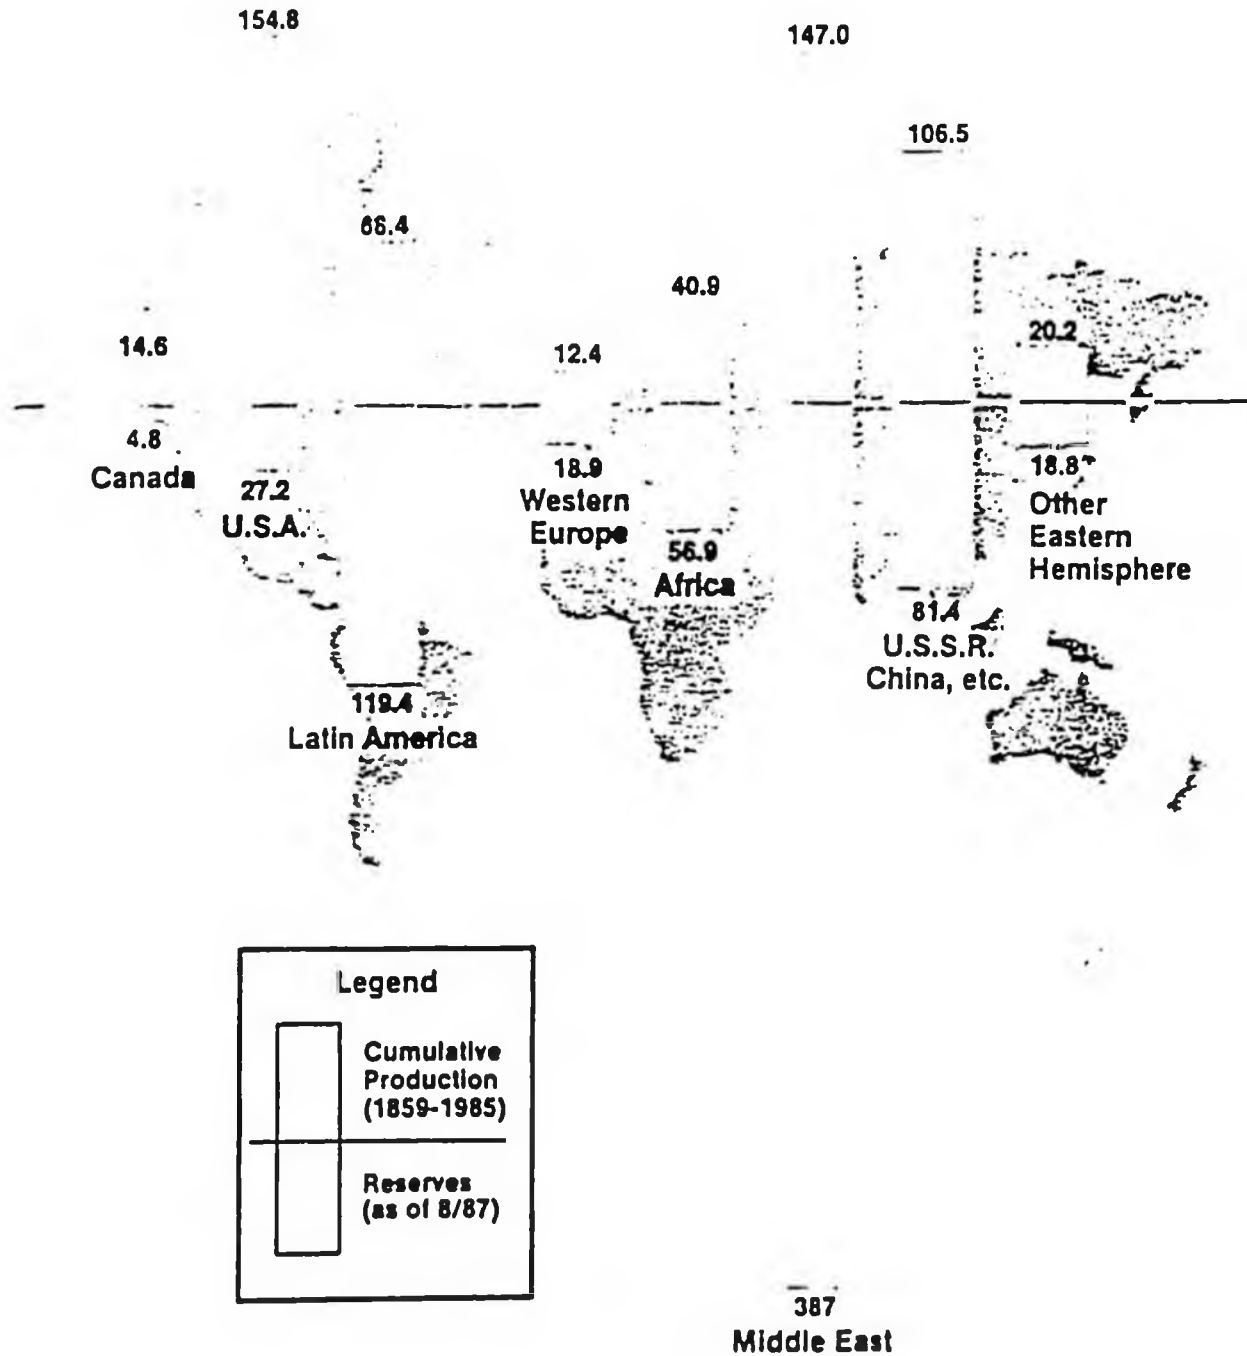 154.8
147.0
106.5
66.4
40.9
20.2
14.6
12.4
4.8
Canada
27.2
U.S.A.
18.9
Western
Europe
56.9
Africa
18.8
Other
Eastern
Hemisphere
81.4
U.S.S.R.
China, etc.
119.4
Latin America
Legend
Cumulative
Production
(1859-1985)
Reserves
(as of 8/87)
387
Middle East